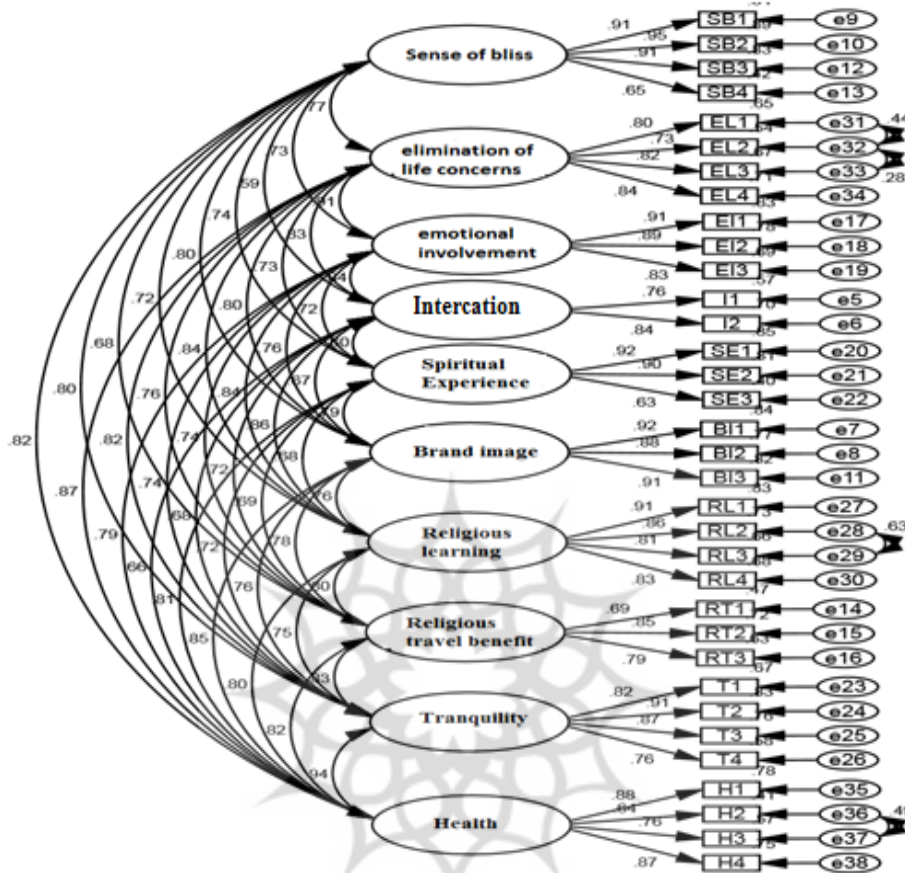 .91 SB1 e9
.95 SB2 e10
Sense of bliss
.91 SB3 e12
.65 SB4 e13
.77
.80 EL1 e31 .44
.73 EL2 e32
elimination of
life concerns
.82 EL3 e33 .28
.84 EL4 e34
.73
.59
.91
.74
.83
.91 EI1 e17
emotional
involvement
.89 EI2 e18
.83 EI3 e19
.80
.73
.76 I1 e5
Intercation
.84 I2 e6
.72
.80
.72
.92 SE1 e20
Spiritual
Experience
.90 SE2 e21
.63 SE3 e22
.68
.84
.76
.80
.76
.84
.92 BI1 e7
Brand image
.88 BI2 e8
.91 BI3 e11
.82
.82
.74
.86
.72
.68
.87
.74
.69
.76
.91 RL1 e27
.86 RL2 e28 .63
Religious
learning
.81 RL3 e29
.83 RL4 e30
.79
.68
.72
.78
.66
.76
.69 RT1 e14
.85 RT2 e15
Religious
travel benefit
.79 RT3 e16
.81
.85
.75
.82 T1 e23
.91 T2 e24
Tranquility
.87 T3 e25
.76 T4 e26
.80
.82
.94
.78
.88 H1 e35
H2 e36
Health
.76 H3 e37
.87 H4 e38